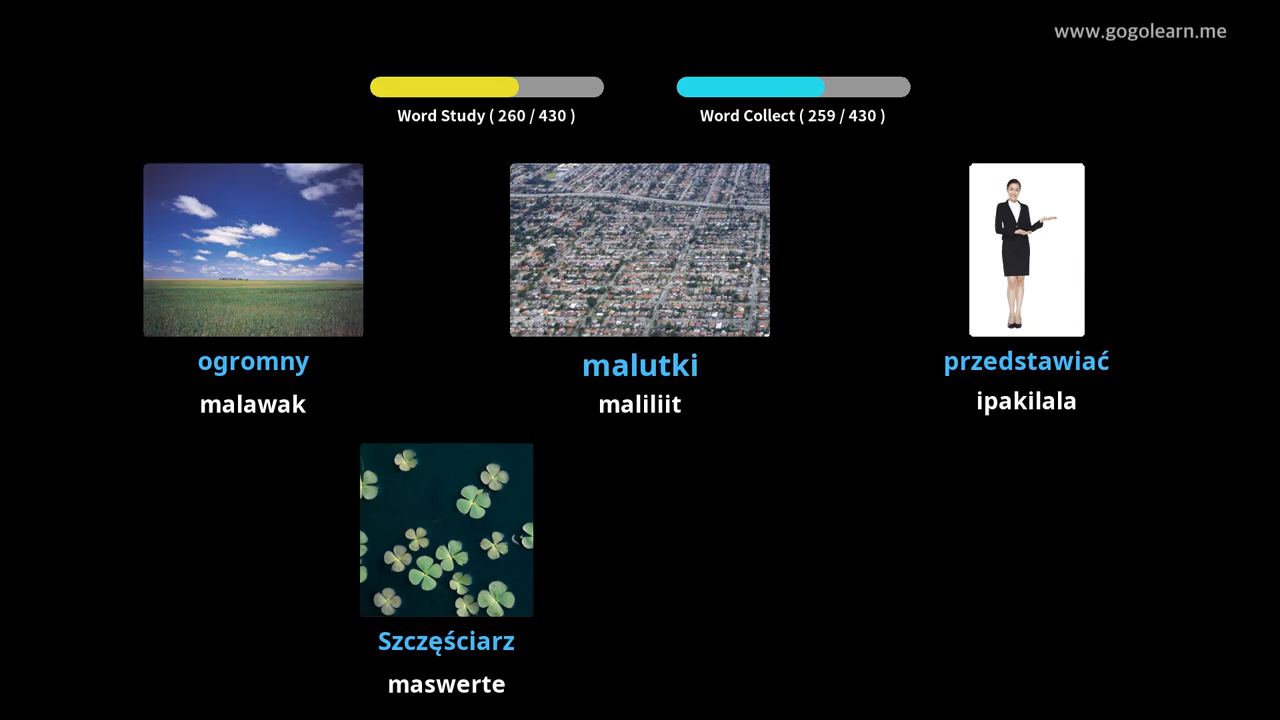 www.gogolearn.me
Word Study ( 260 / 430 )
Word Collect ( 259 / 430 )
ogromny
malutki
przedstawiać
malawak
maliliit
ipakilala
Szczęściarz
maswerte